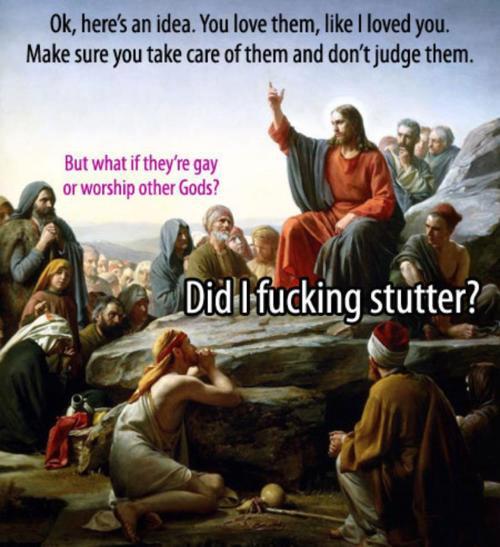 Ok, here's an idea. You love them, like I loved you.
Make sure you take care of them and don't judge them.
But what if they're gay
or worship other Gods?
Did I fucking stutter?